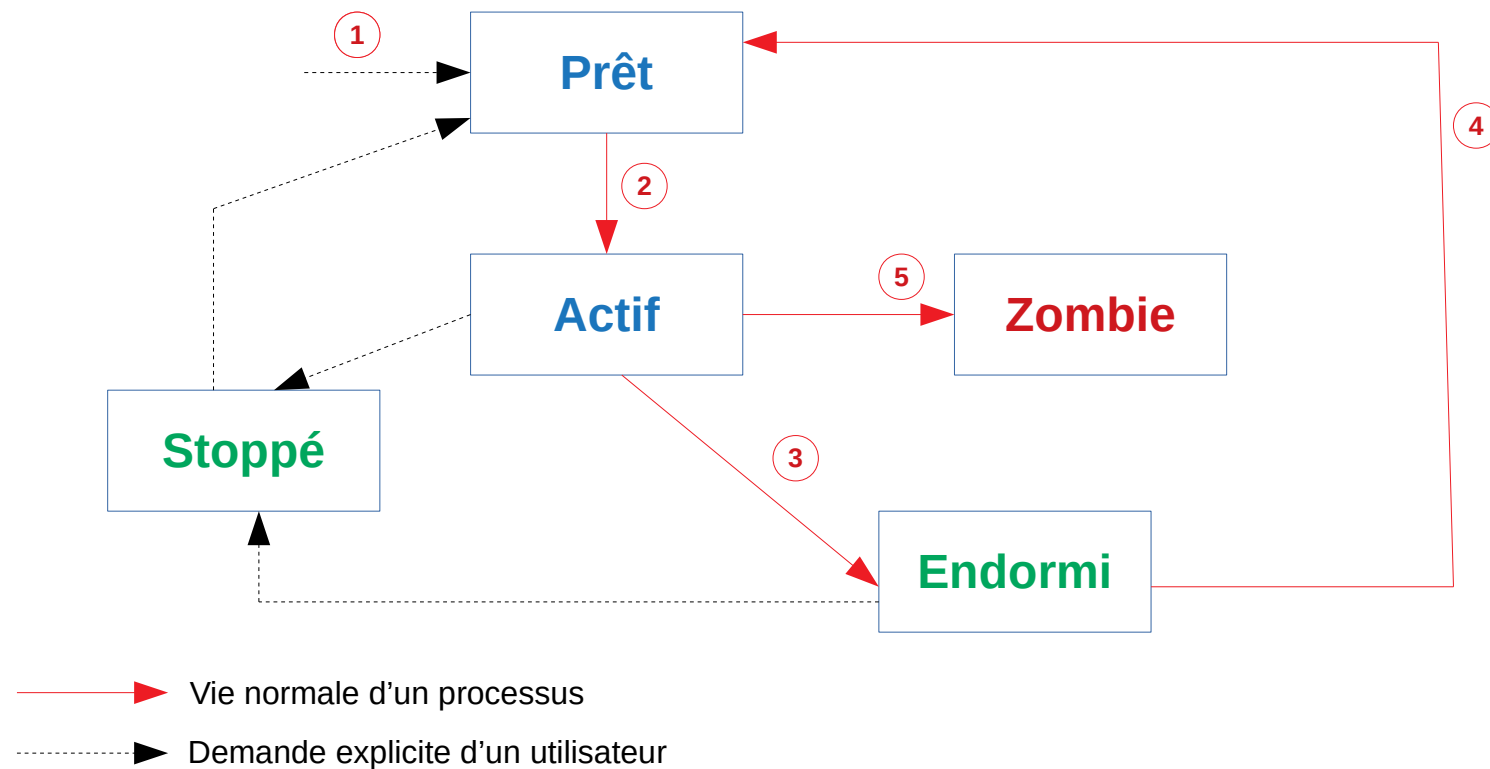 1
Prêt
4
2
Actif
5
Zombie
Stoppé
3
Endormi
Vie normale d’un processus
Demande explicite d’un utilisateur